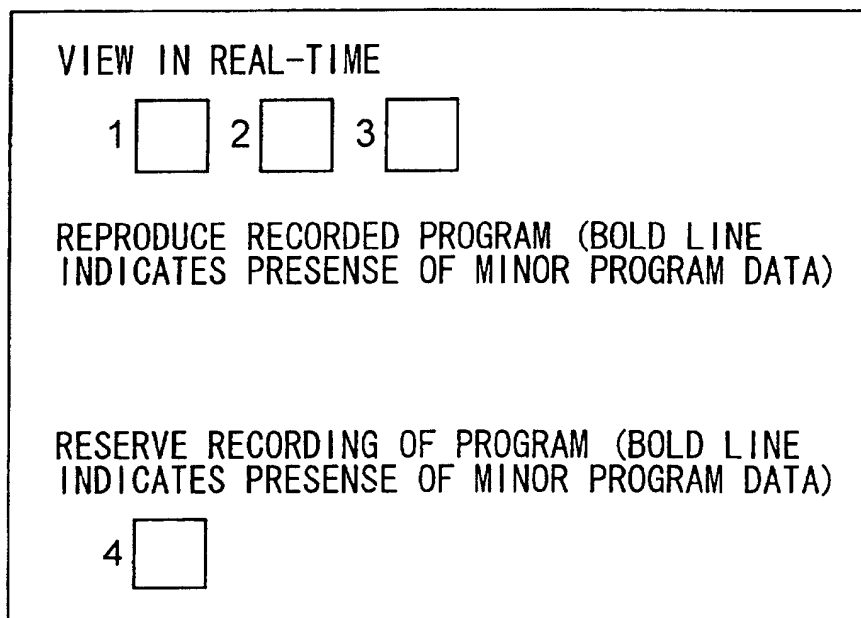 VIEW IN REAL-TIME
1 2 3
REPRODUCE RECORDED PROGRAM (BOLD LINE
INDICATES PRESENSE OF MINOR PROGRAM DATA)
RESERVE RECORDING OF PROGRAM (BOLD LINE
INDICATES PRESENSE OF MINOR PROGRAM DATA)
4